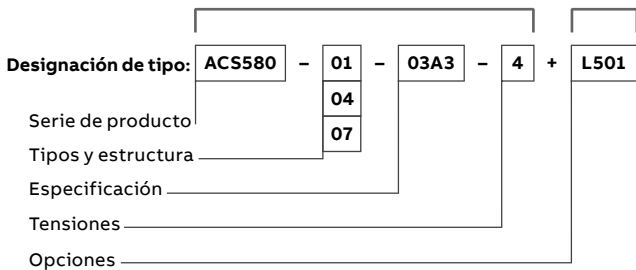 Designación de tipo: ACS580 – 01 – 03A3 – 4 + L501
04
07
Serie de producto
Tipos y estructura
Especificación
Tensiones
Opciones